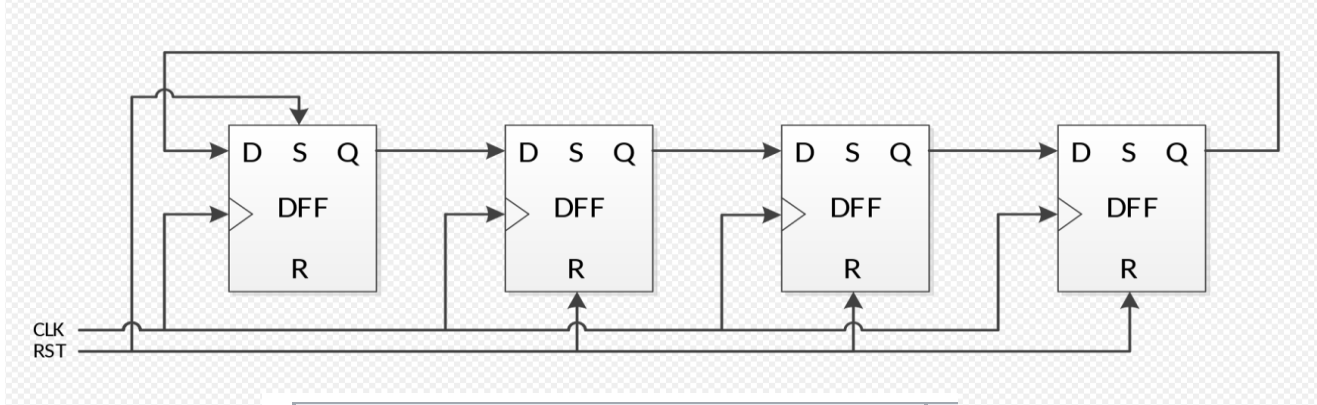 D S Q D S Q D S Q D S Q
DFF DFF DFF DFF
R R R R
CLK
RST